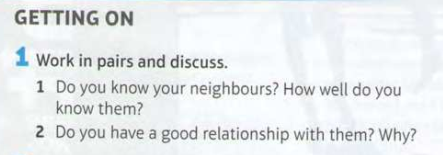 GETTING ON
1 Work in pairs and discuss.
1 Do you know your neighbours? How well do you
know them?
2 Do you have a good relationship with them? Why?